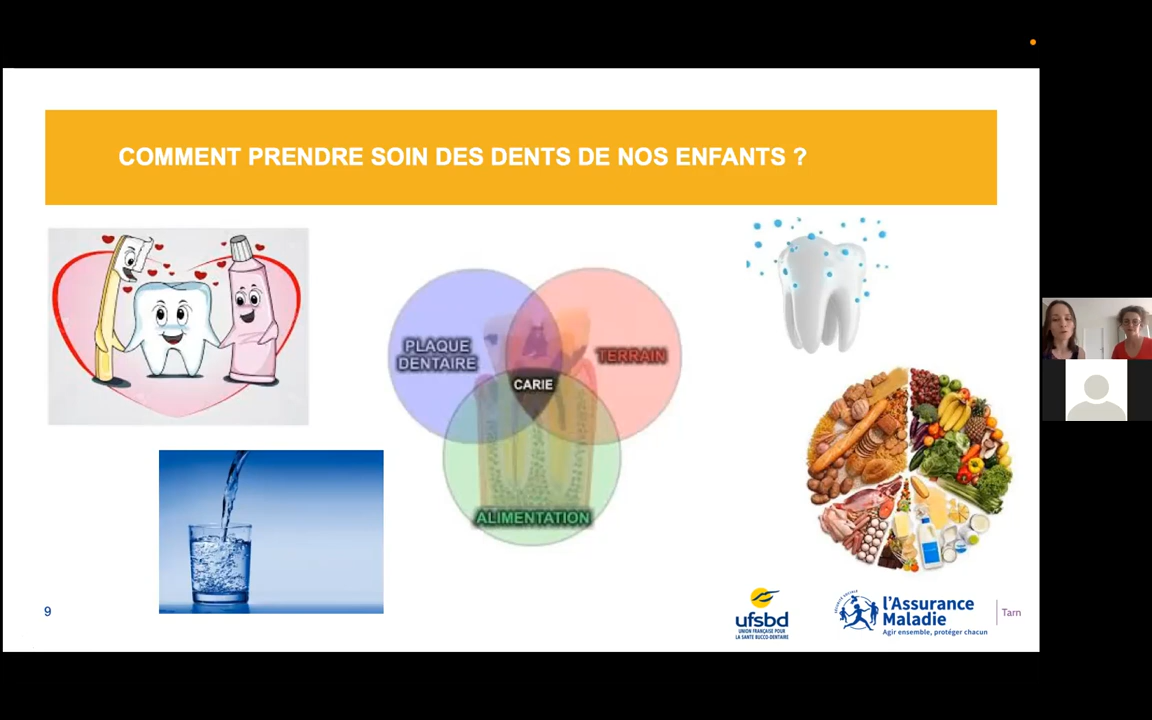 COMMENT PRENDRE SOIN DES DENTS DE NOS ENFANTS ?
PLAQUE
DENTAIRE
TERRAIN
CARIE
ALIMENTATION
9
ufsbd
UNION FRANÇAISE POUR
LA SANTÉ BUCCO-DENTAIRE
l'Assurance
Maladie
Agir ensemble, protéger chacun
Tarn